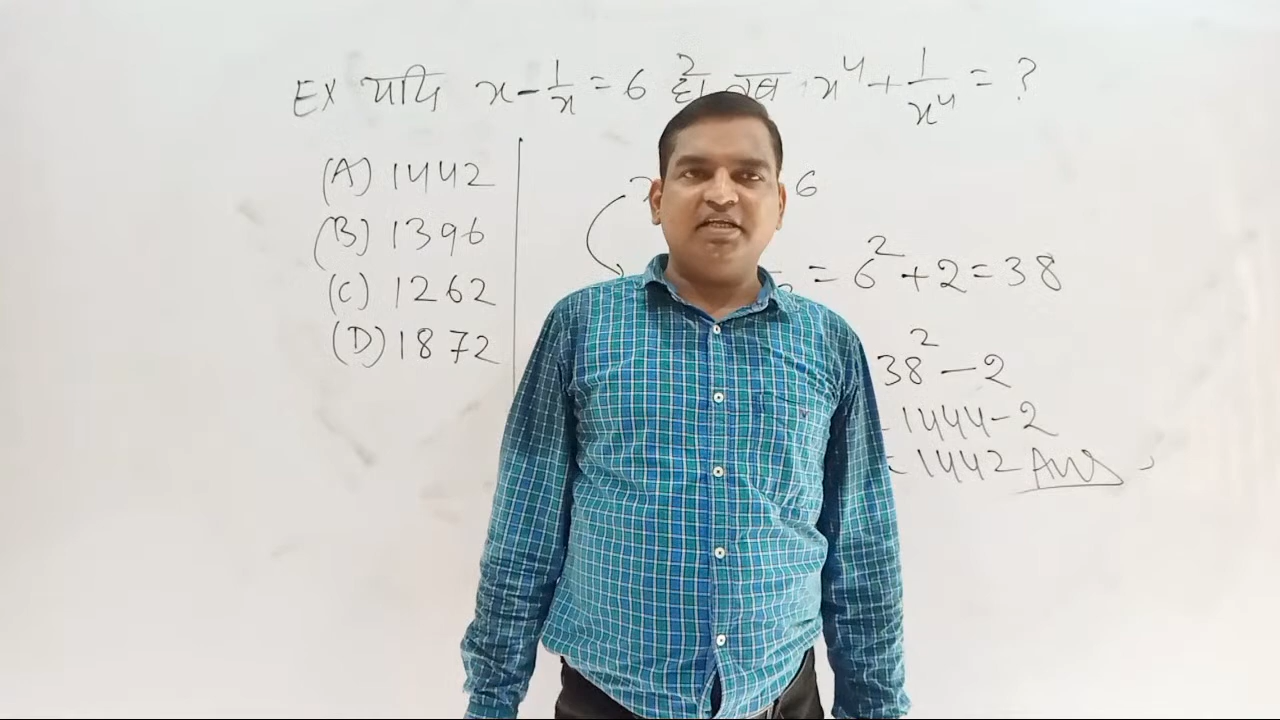 Ex यदि x - 1/x = 6 है तब x⁴ + 1/x⁴ = ?
(A) 1442
(B) 1396
(C) 1262
(D) 1872
6
= 6² + 2 = 38
38² - 2
1444 - 2
= 1442 Ans